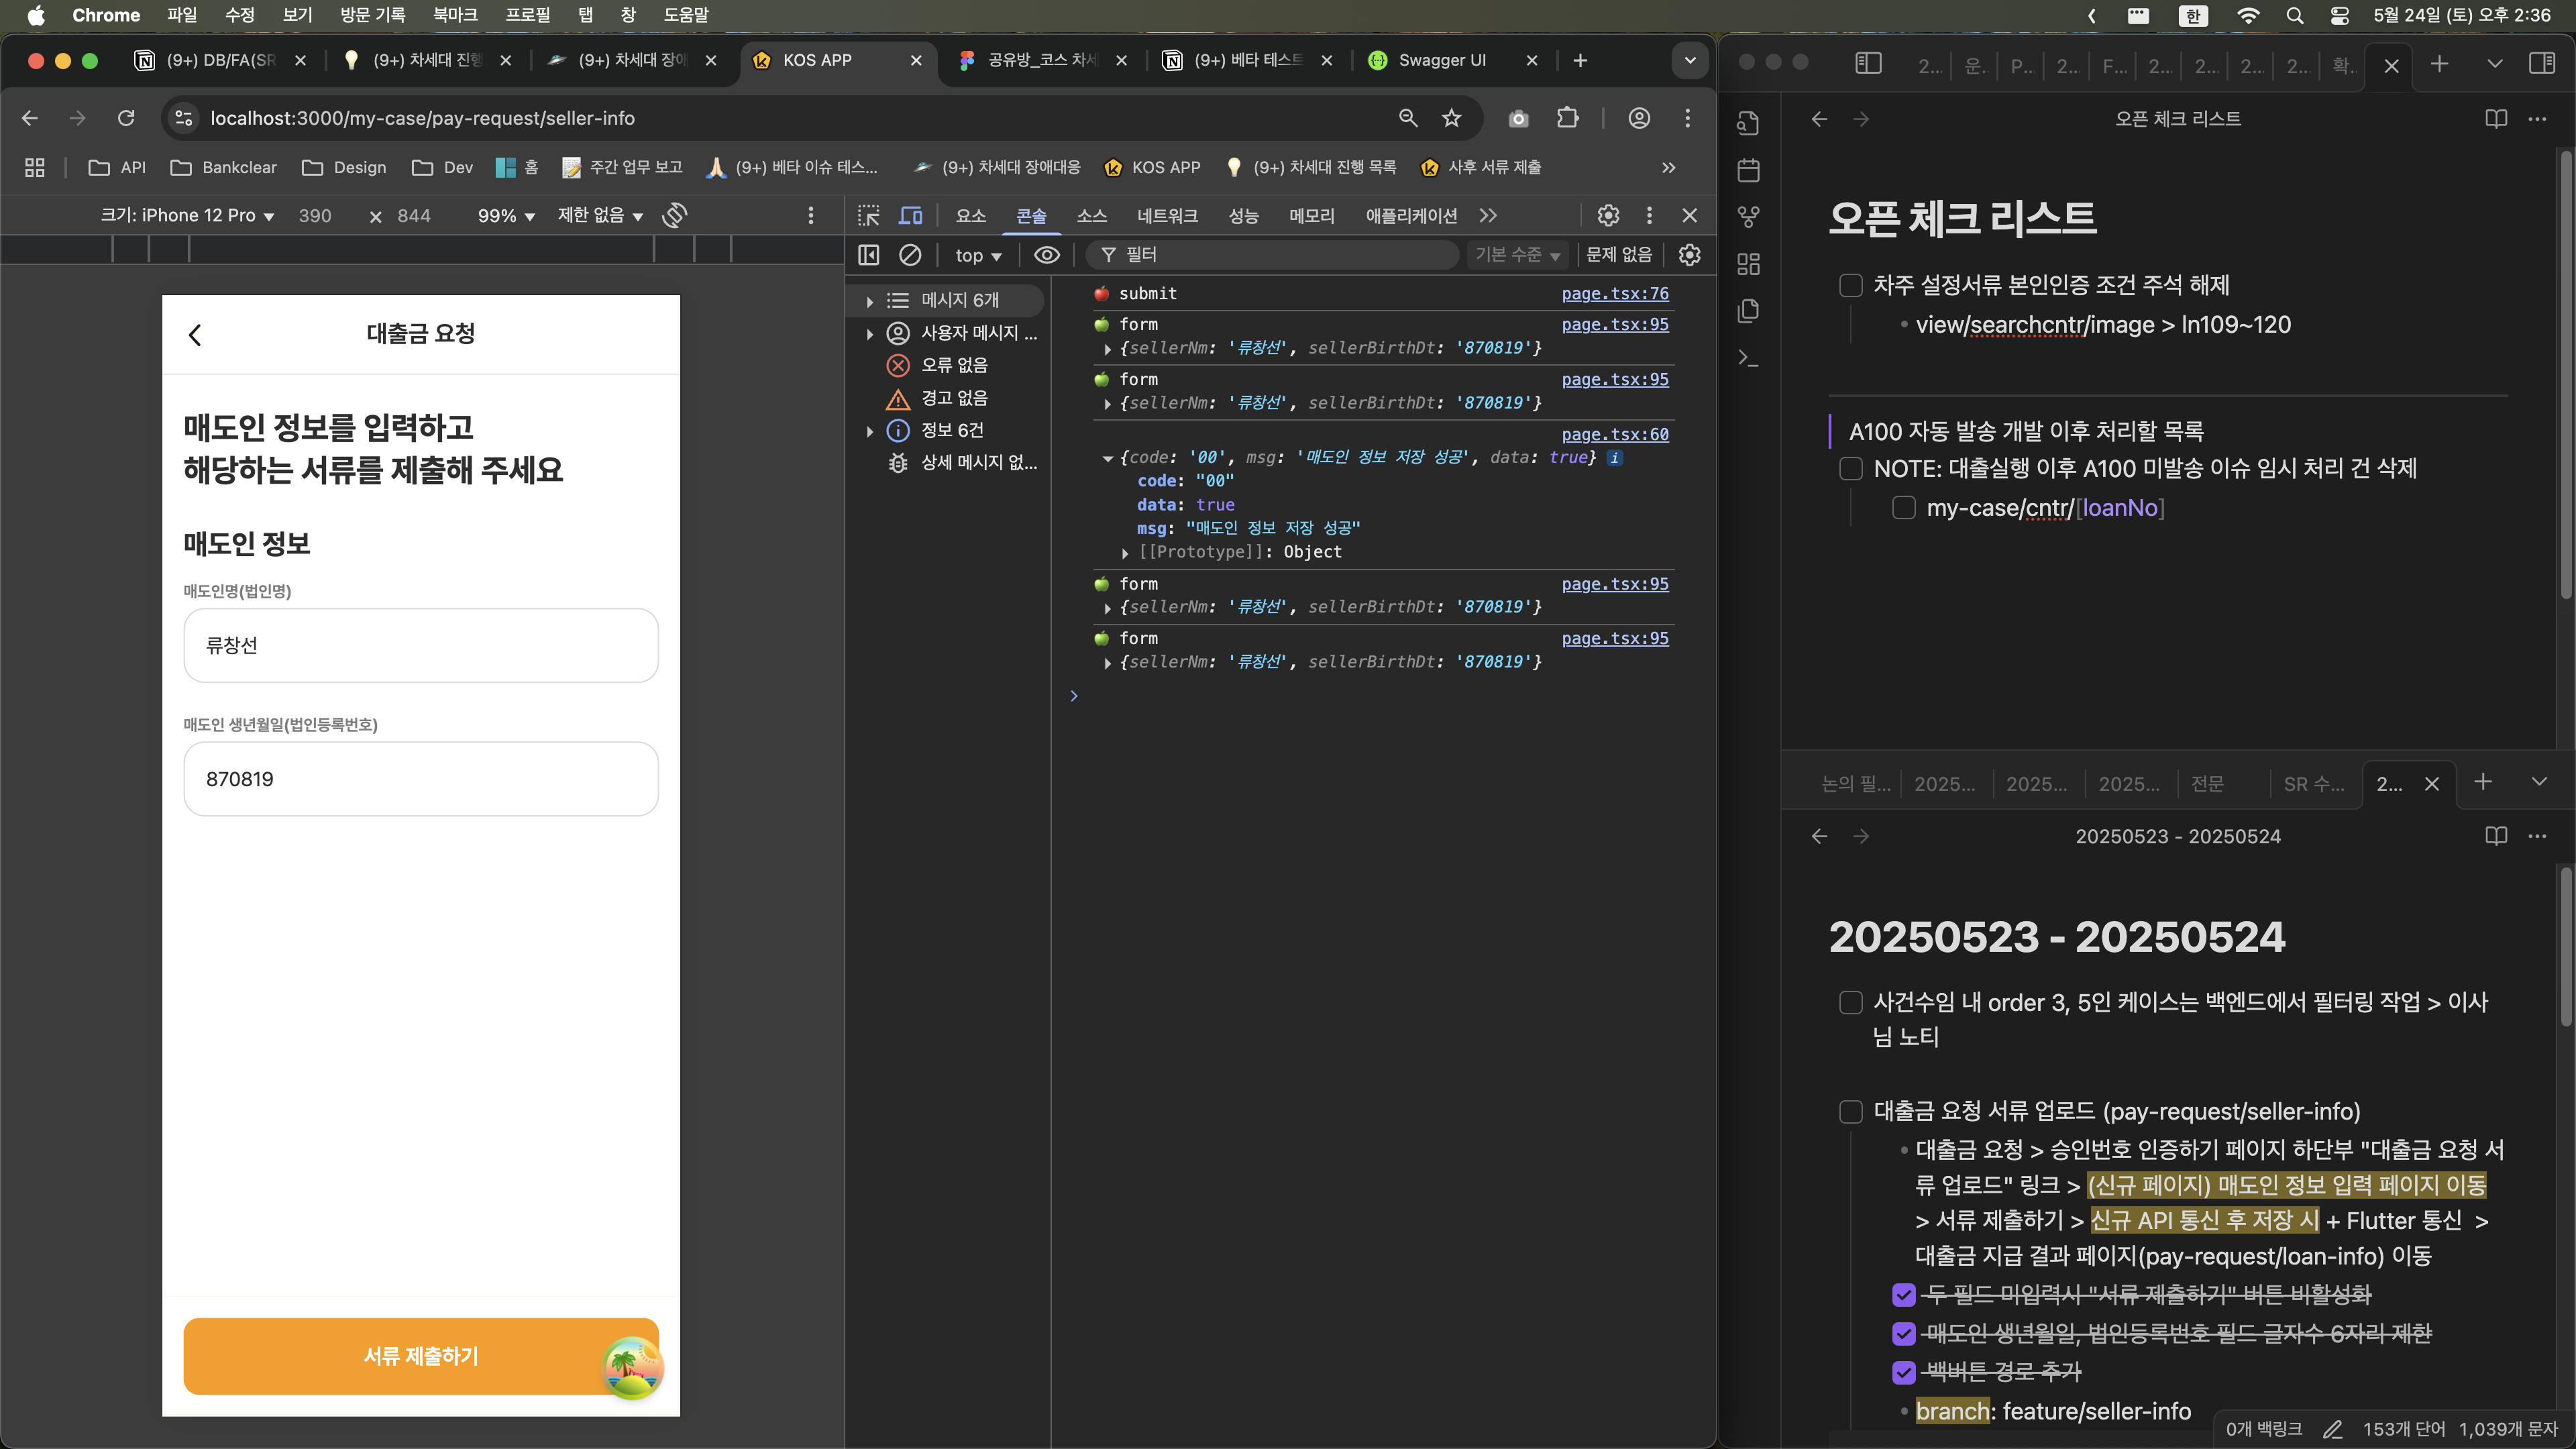 Chrome 파일 수정 보기 방문 기록 북마크 프로필 탭 창 도움말
한 5월 24일 (토) 오후 2:36
(9+) DB/FA(SR
(9+) 차세대 진행
(9+) 차세대 장애
KOS APP
공유방_코스 차세
(9+) 베타 테스트
Swagger UI
localhost:3000/my-case/pay-request/seller-info
API Bankclear Design Dev 홈 주간 업무 보고 (9+) 베타 이슈 테스... (9+) 차세대 장애대응 KOS APP (9+) 차세대 진행 목록 사후 서류 제출
크기: iPhone 12 Pro 390 × 844 99% 제한 없음
대출금 요청
매도인 정보를 입력하고
해당하는 서류를 제출해 주세요
매도인 정보
매도인명(법인명)
류창선
매도인 생년월일(법인등록번호)
870819
서류 제출하기
요소 콘솔 소스 네트워크 성능 메모리 애플리케이션
top 필터 기본 수준 문제 없음
메시지 6개
사용자 메시지 ...
오류 없음
경고 없음
정보 6건
상세 메시지 없...
submit page.tsx:76
form page.tsx:95
{sellerNm: '류창선', sellerBirthDt: '870819'}
form page.tsx:95
{sellerNm: '류창선', sellerBirthDt: '870819'}
page.tsx:60
{code: '00', msg: '매도인 정보 저장 성공', data: true}
code: "00"
data: true
msg: "매도인 정보 저장 성공"
[[Prototype]]: Object
form page.tsx:95
{sellerNm: '류창선', sellerBirthDt: '870819'}
form page.tsx:95
{sellerNm: '류창선', sellerBirthDt: '870819'}
2... 운. P... 2... F... 2... 2... 2... 2... 확.
오픈 체크 리스트
오픈 체크 리스트
차주 설정서류 본인인증 조건 주석 해제
view/searchcntr/image > ln109~120
A100 자동 발송 개발 이후 처리할 목록
NOTE: 대출실행 이후 A100 미발송 이슈 임시 처리 건 삭제
my-case/cntr/[loanNo]
논의 필... 2025... 2025... 2025... 전문 SR 수... 2...
20250523 - 20250524
20250523 - 20250524
사건수임 내 order 3, 5인 케이스는 백엔드에서 필터링 작업 > 이사
님 노티
대출금 요청 서류 업로드 (pay-request/seller-info)
대출금 요청 > 승인번호 인증하기 페이지 하단부 "대출금 요청 서
류 업로드" 링크 > (신규 페이지) 매도인 정보 입력 페이지 이동
> 서류 제출하기 > 신규 API 통신 후 저장 시 + Flutter 통신 >
대출금 지급 결과 페이지(pay-request/loan-info) 이동
두 필드 미입력시 "서류 제출하기" 버튼 비활성화
매도인 생년월일, 법인등록번호 필드 글자수 6자리 제한
백버튼 경로 추가
branch: feature/seller-info
0개 백링크 153개 단어 1,039개 문자